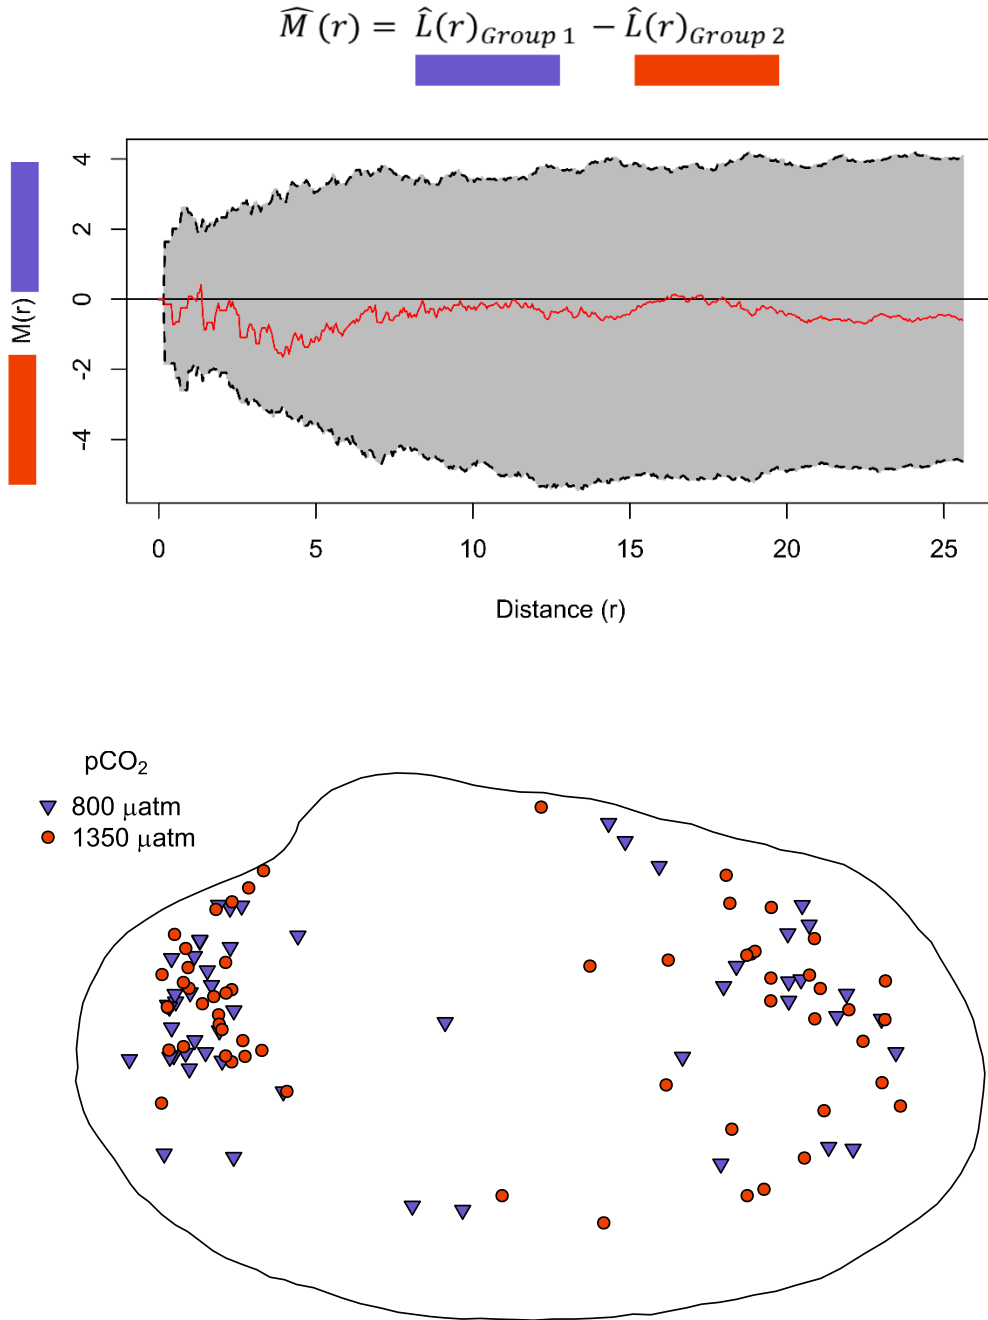 M̂ (r) = L̂(r)Group 1 − L̂(r)Group 2
4
2
0
-2
-4
M(r)
0 5 10 15 20 25
Distance (r)
pCO₂
800 μatm
1350 μatm